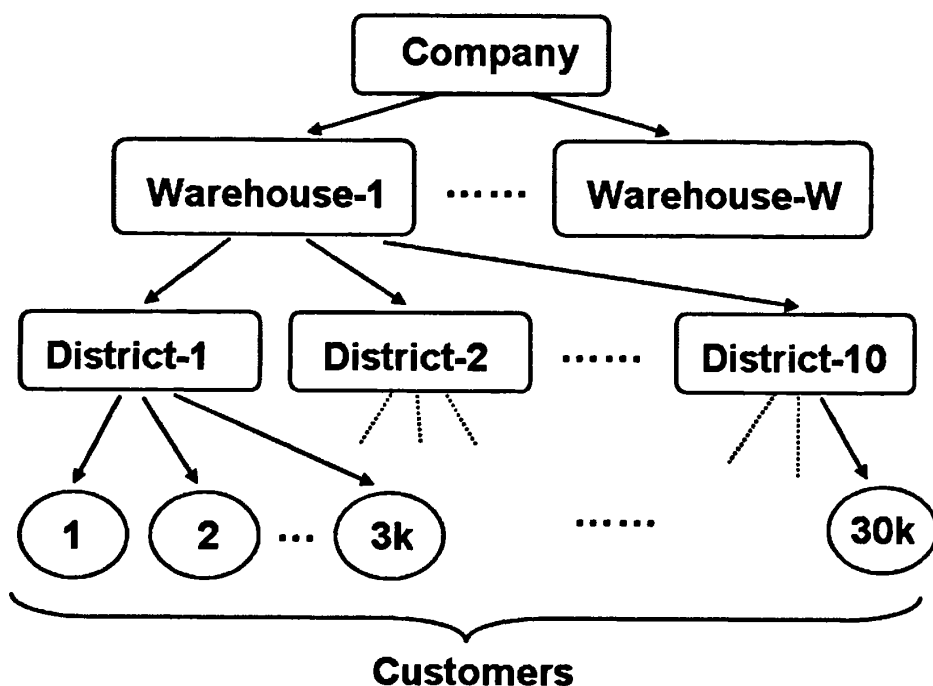 Company
Warehouse-1 ...... Warehouse-W
District-1 District-2 ...... District-10
1 2 ... 3k ...... 30k
Customers